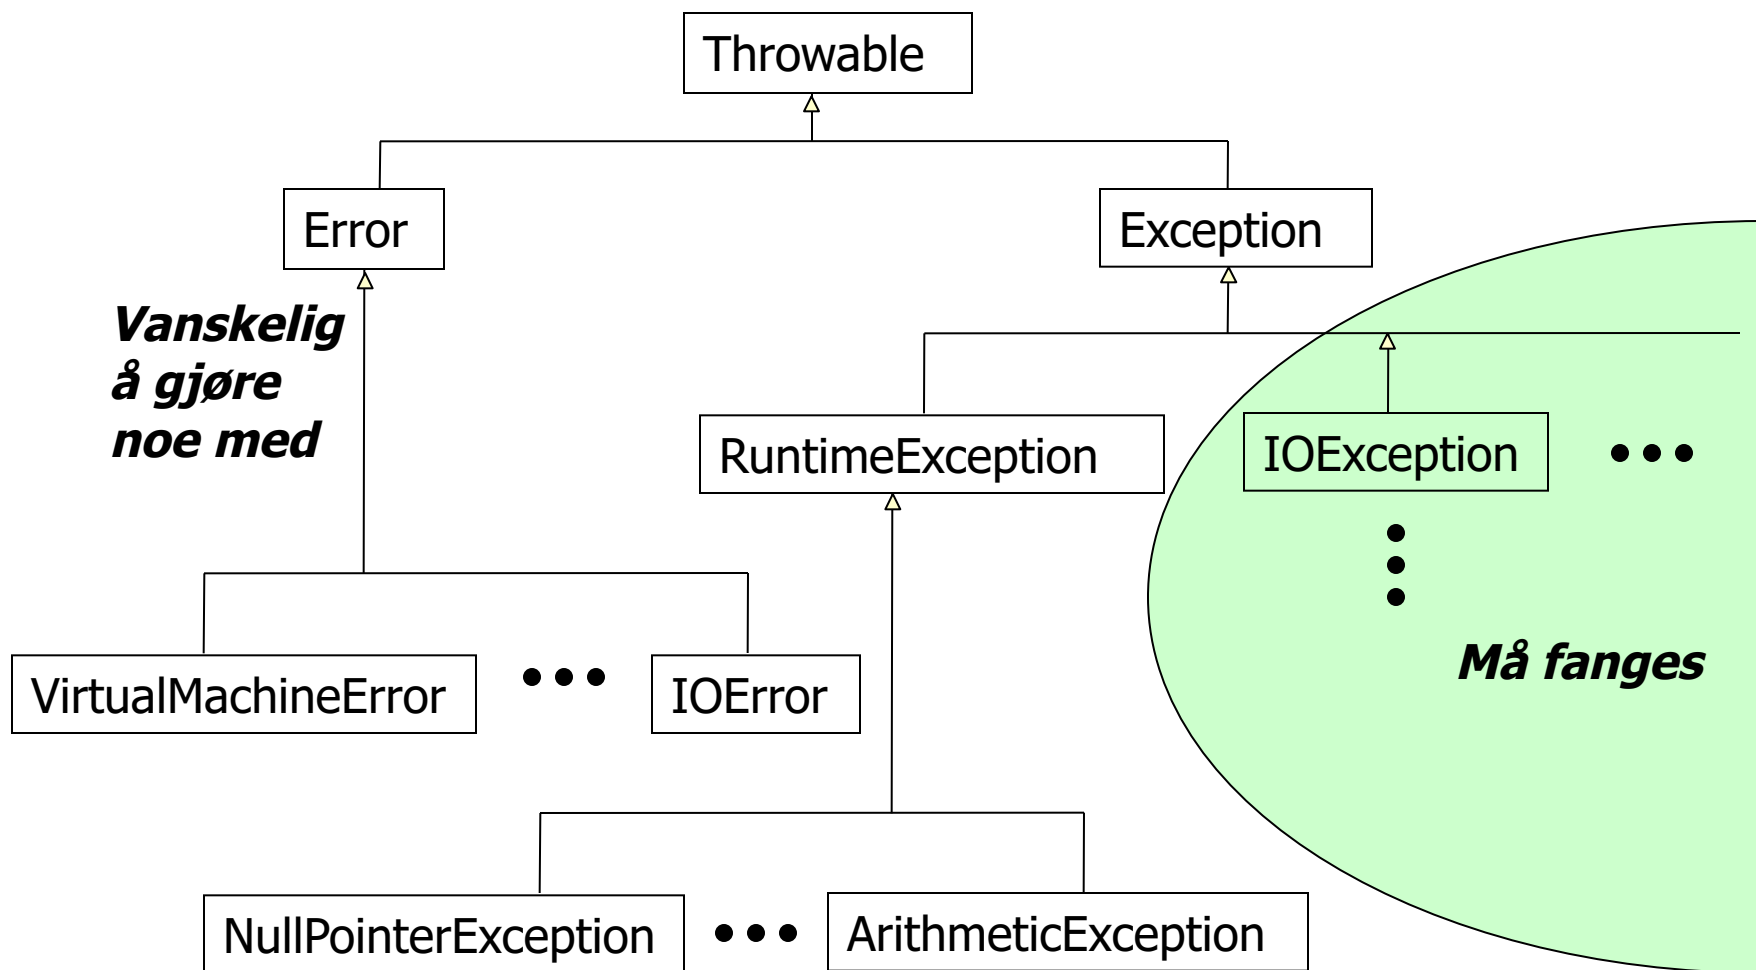 Throwable
Error
Exception
Vanskelig
å gjøre
noe med
RuntimeException
IOException
VirtualMachineError
IOError
Må fanges
NullPointerException
ArithmeticException